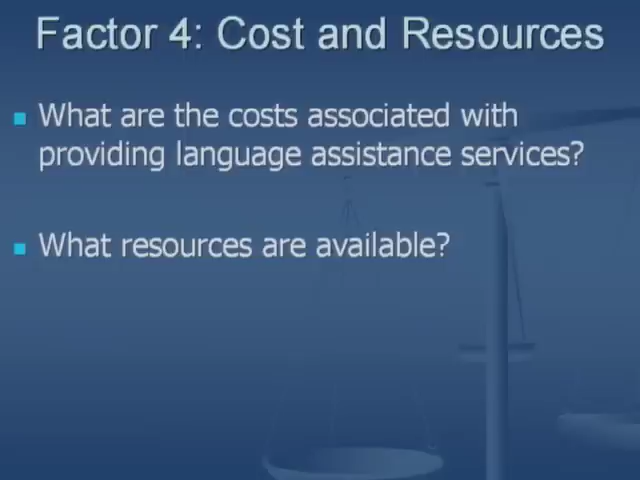 Factor 4: Cost and Resources
What are the costs associated with
providing language assistance services?
What resources are available?